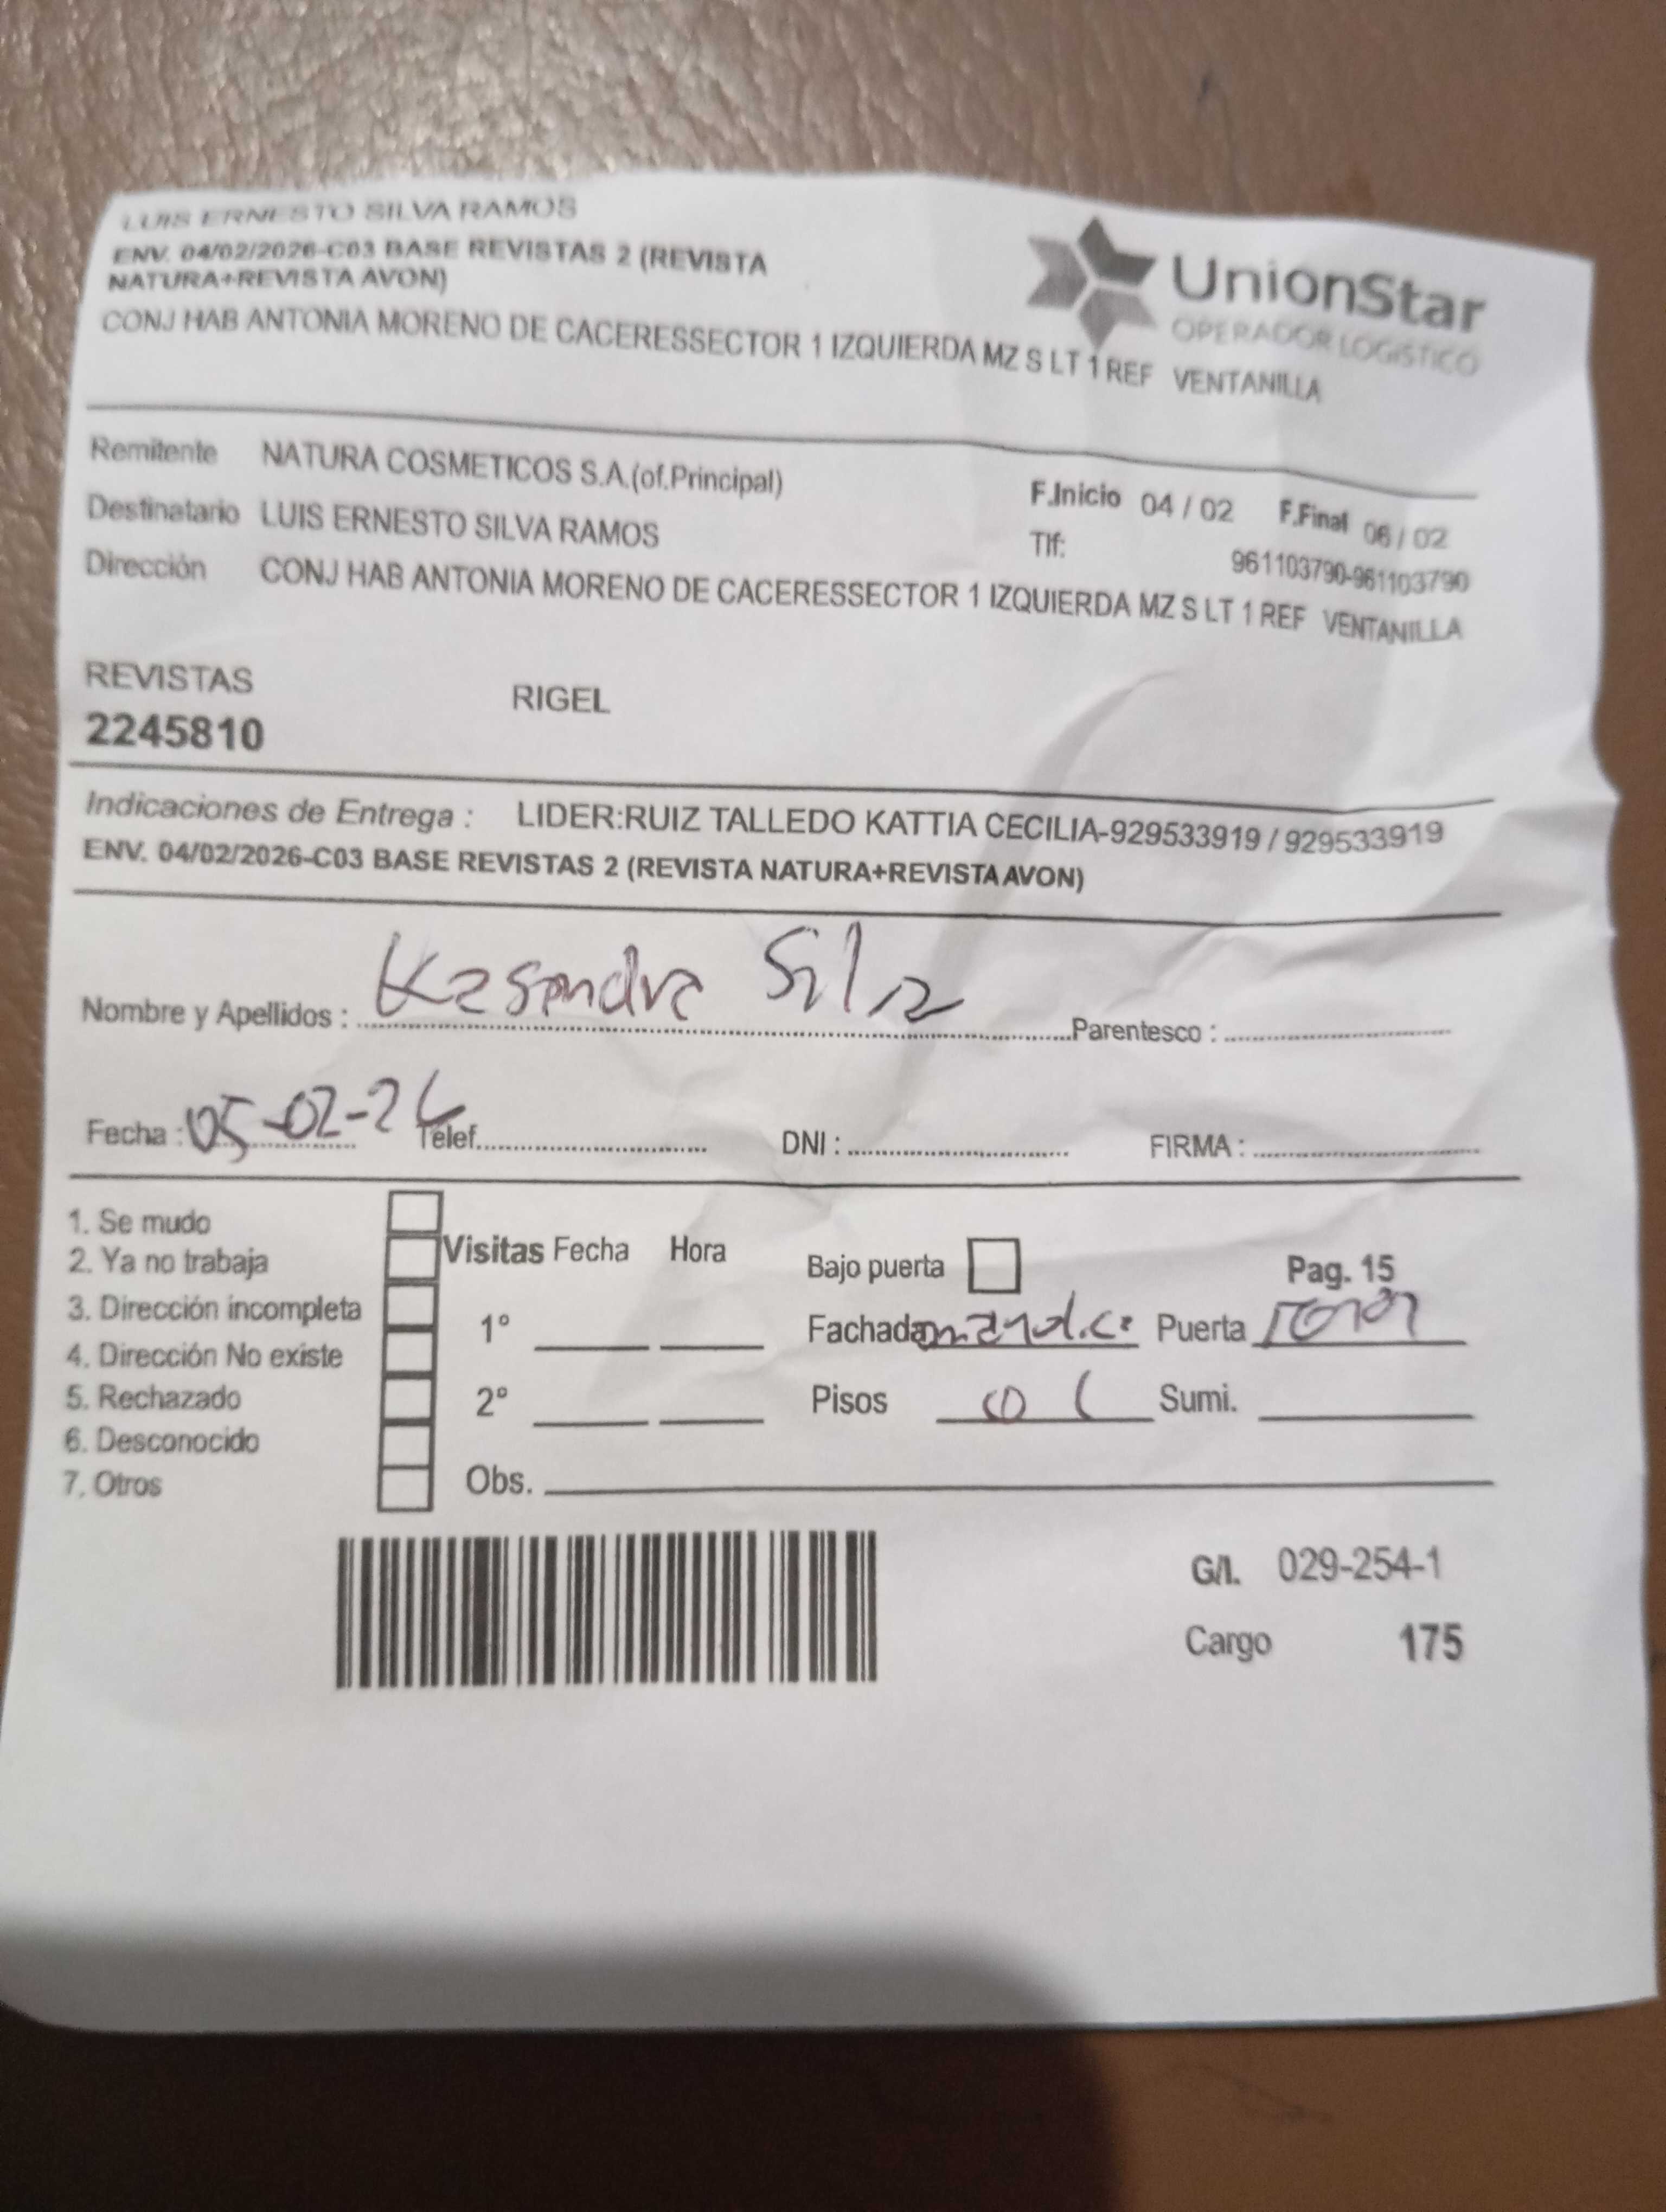 LUIS ERNESTO SILVA RAMOS
ENV. 04/02/2026-C03 BASE REVISTAS 2 (REVISTA
NATURA+REVISTA AVON)
UnionStar
OPERADOR LOGISTICO
CONJ HAB ANTONIA MORENO DE CACERESSECTOR 1 IZQUIERDA MZ S LT 1 REF VENTANILLA
Remitente NATURA COSMETICOS S.A.(of.Principal)
F.Inicio 04 / 02 F.Final 06 / 02
Destinatario LUIS ERNESTO SILVA RAMOS
Tlf: 961103790-961103790
Dirección CONJ HAB ANTONIA MORENO DE CACERESSECTOR 1 IZQUIERDA MZ S LT 1 REF VENTANILLA
REVISTAS RIGEL
2245810
Indicaciones de Entrega : LIDER:RUIZ TALLEDO KATTIA CECILIA-929533919 / 929533919
ENV. 04/02/2026-C03 BASE REVISTAS 2 (REVISTA NATURA+REVISTA AVON)
Nombre y Apellidos : Kasandra Silva Parentesco :
Fecha : 05-02-26 Telef. DNI : FIRMA :
1. Se mudo
2. Ya no trabaja
3. Dirección incompleta
4. Dirección No existe
5. Rechazado
6. Desconocido
7. Otros
Visitas Fecha Hora
1°
2°
Obs.
Bajo puerta Pag. 15
Fachada Puerta
Pisos 01 Sumi.
G/I. 029-254-1
Cargo 175